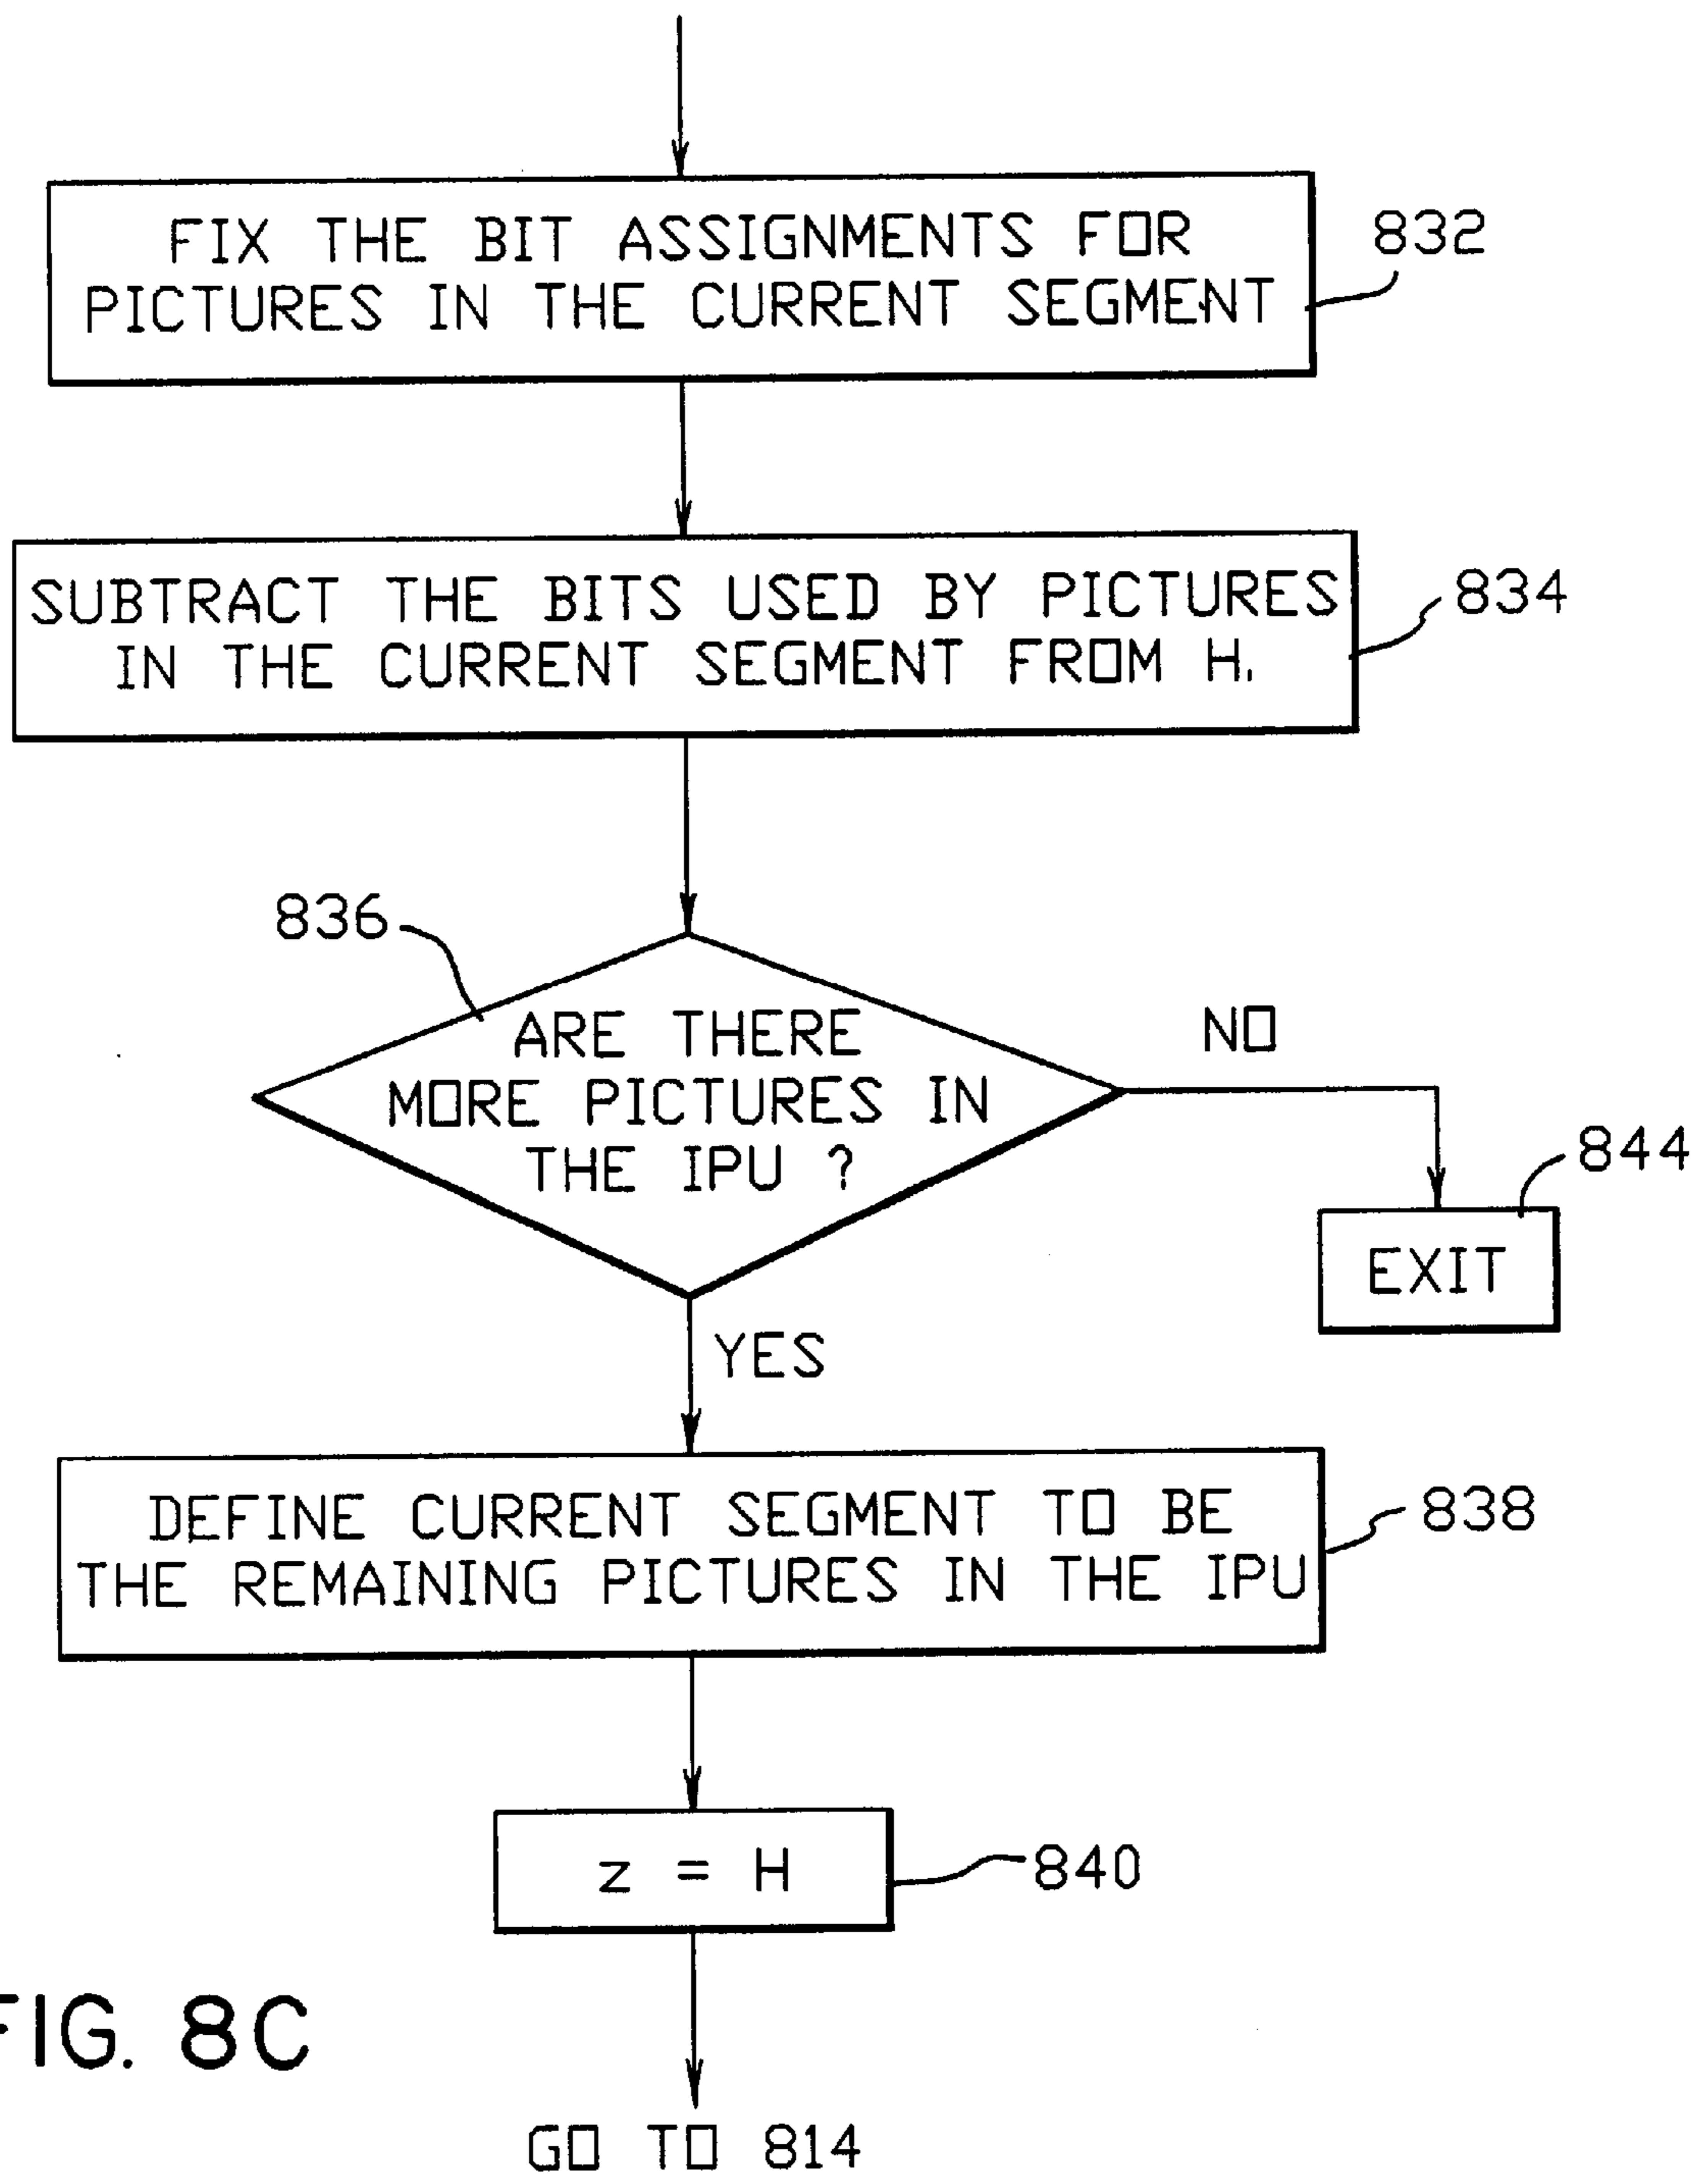 FIX THE BIT ASSIGNMENTS FOR
PICTURES IN THE CURRENT SEGMENT
832
SUBTRACT THE BITS USED BY PICTURES
IN THE CURRENT SEGMENT FROM H.
834
836
ARE THERE
MORE PICTURES IN
THE IPU ?
NO
844
EXIT
YES
DEFINE CURRENT SEGMENT TO BE
THE REMAINING PICTURES IN THE IPU
838
z = H
840
FIG. 8C
GO TO 814